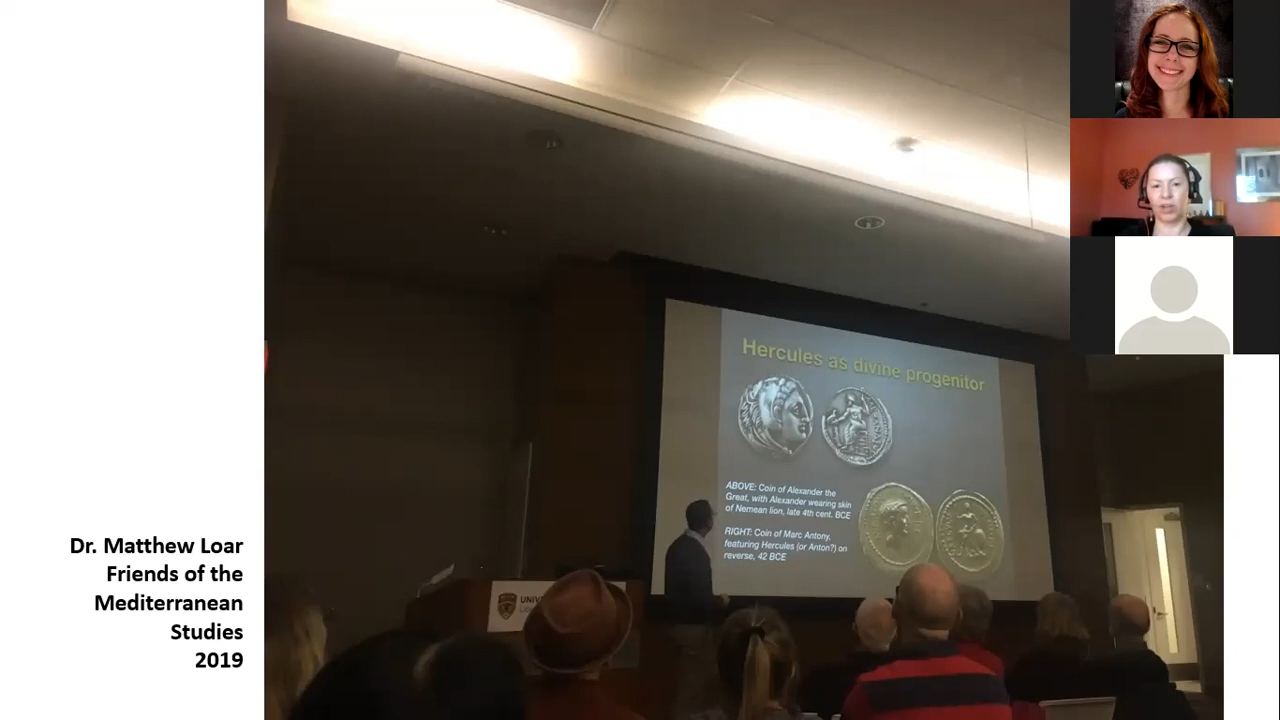 Dr. Matthew Loar
Friends of the
Mediterranean
Studies
2019
Hercules as divine progenitor
ABOVE: Coin of Alexander the
Great, with Alexander wearing skin
of Nemean lion, late 4th cent. BCE
RIGHT: Coin of Marc Antony,
featuring Hercules (or Anton?) on
reverse, 42 BCE